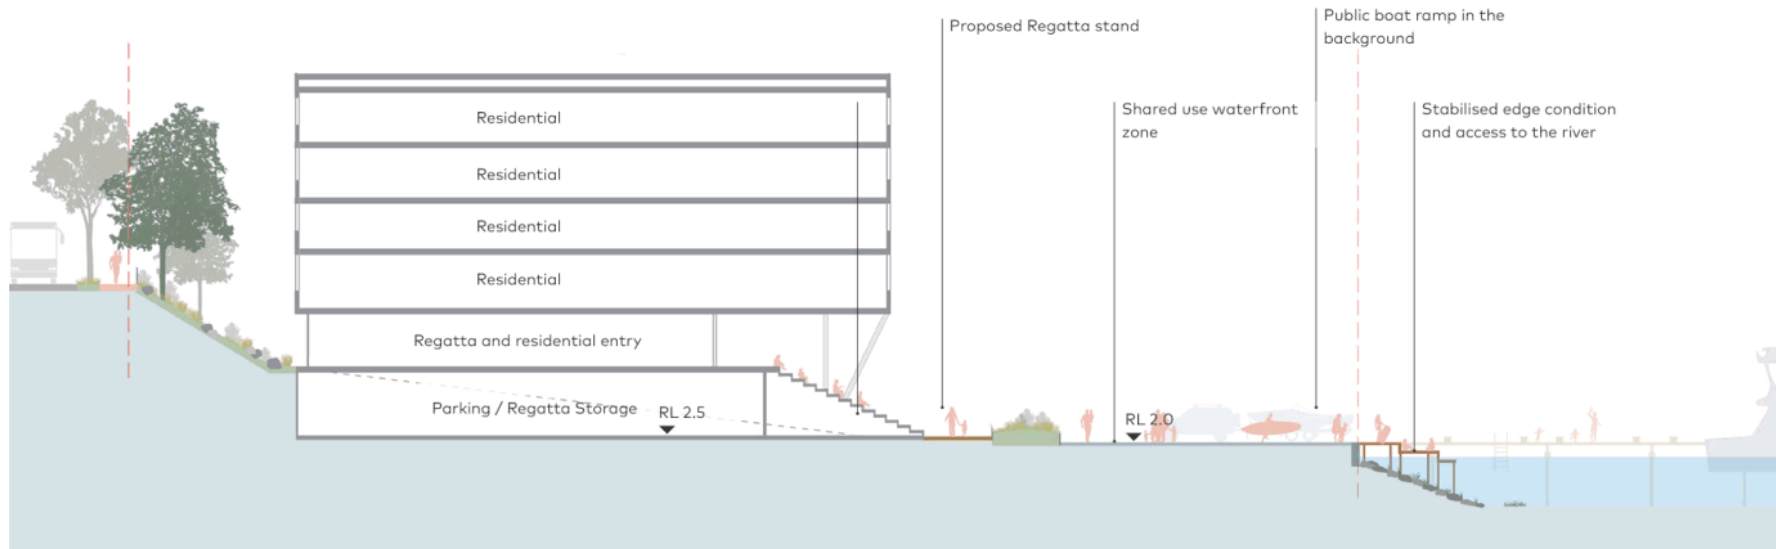 Proposed Regatta stand
Public boat ramp in the
background
Shared use waterfront
zone
Stabilised edge condition
and access to the river
Residential
Residential
Residential
Residential
Regatta and residential entry
Parking / Regatta Storage
RL 2.5
RL 2.0